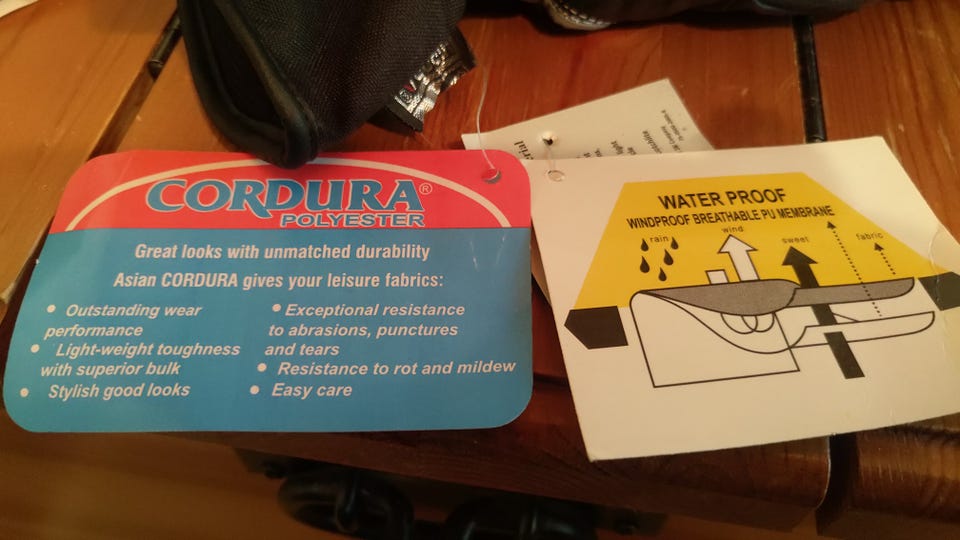 CORDURA®
POLYESTER
Great looks with unmatched durability
Asian CORDURA gives your leisure fabrics:
• Outstanding wear
performance
• Light-weight toughness
with superior bulk
• Stylish good looks
• Exceptional resistance
to abrasions, punctures
and tears
• Resistance to rot and mildew
• Easy care
WATER PROOF
WINDPROOF BREATHABLE PU MEMBRANE
rain
wind
sweet
fabric